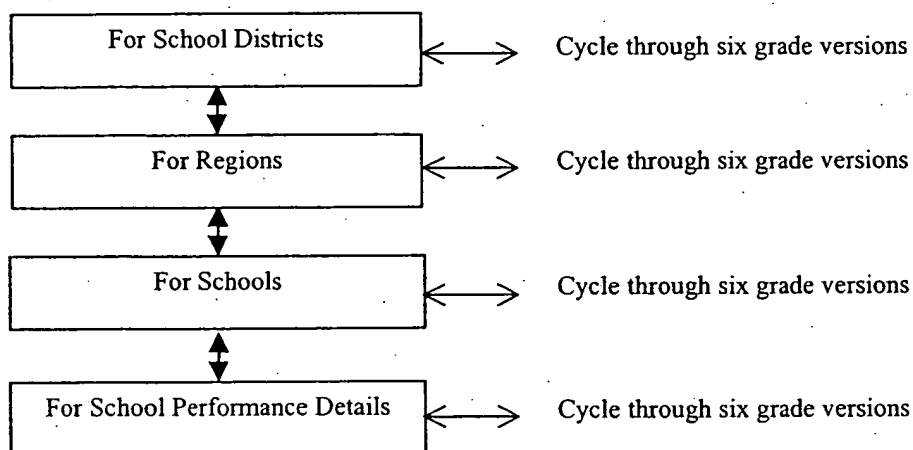 For School Districts
Cycle through six grade versions
For Regions
Cycle through six grade versions
For Schools
Cycle through six grade versions
For School Performance Details
Cycle through six grade versions